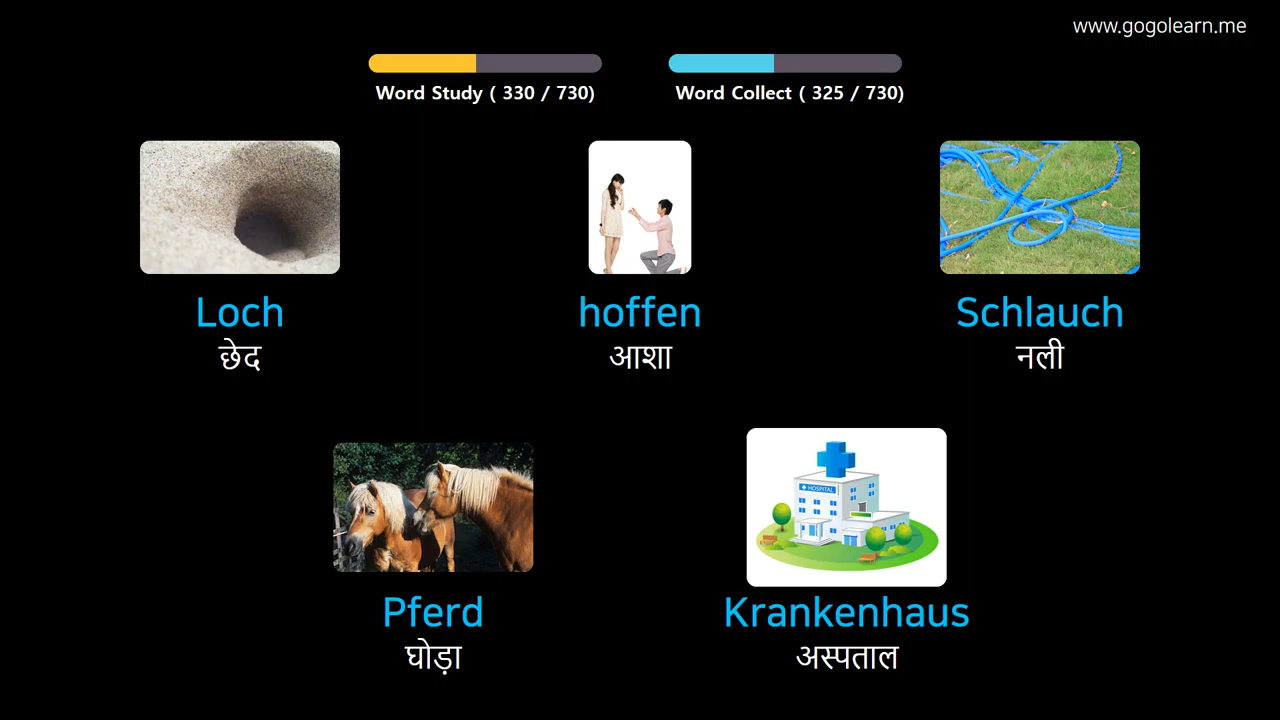 www.gogolearn.me
Word Study ( 330 / 730)
Word Collect ( 325 / 730)
Loch
छेद
hoffen
आशा
Schlauch
नली
HOSPITAL
Pferd
घोड़ा
Krankenhaus
अस्पताल